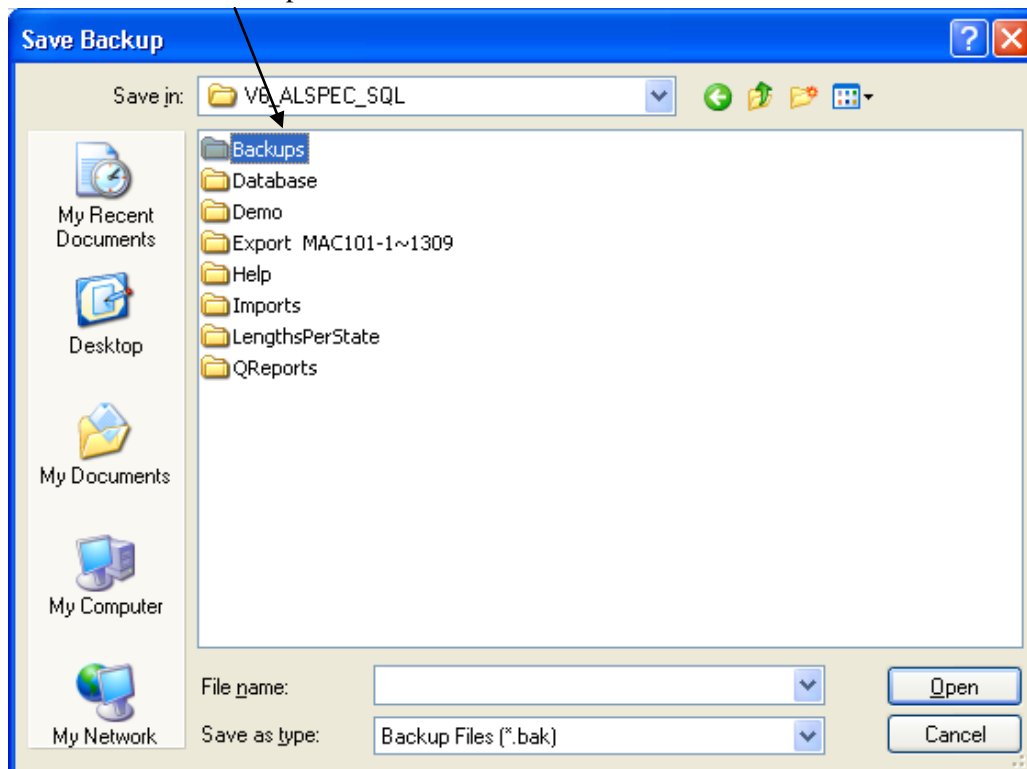 Save Backup
Save in:
V6_ALSPEC_SQL
Backups
Database
Demo
Export MAC101-1~1309
Help
Imports
LengthsPerState
QReports
My Recent
Documents
Desktop
My Documents
My Computer
My Network
File name:
Open
Save as type:
Backup Files (*.bak)
Cancel